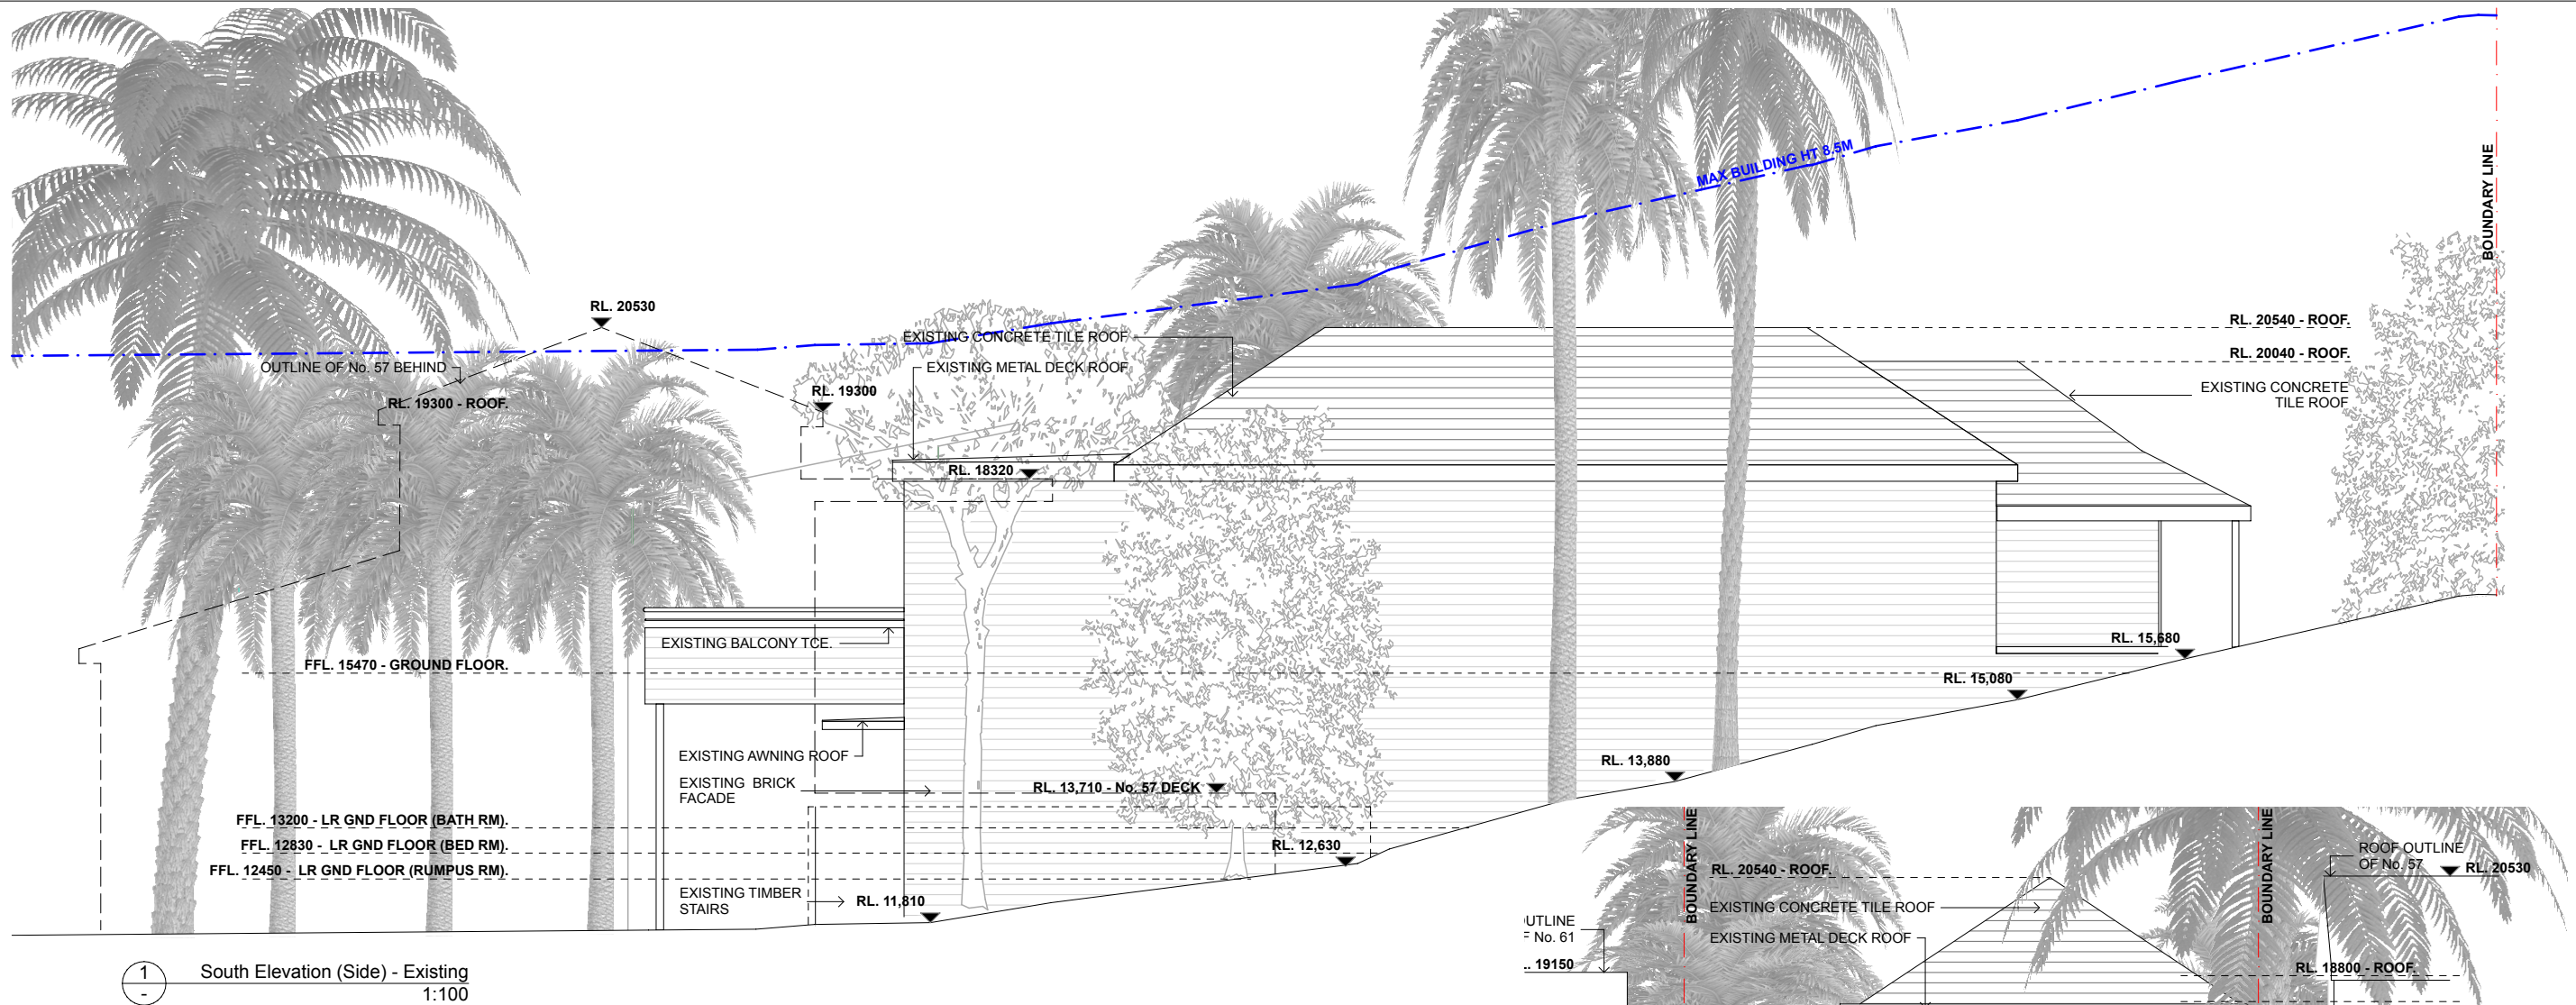 MAX BUILDING HT 8.5M
BOUNDARY LINE
RL. 20530
RL. 20540 - ROOF.
EXISTING CONCRETE TILE ROOF
RL. 20040 - ROOF.
OUTLINE OF No. 57 BEHIND
EXISTING METAL DECK ROOF
RL. 19300
EXISTING CONCRETE
TILE ROOF
RL. 19300 - ROOF.
RL. 18320
EXISTING BALCONY TCE.
RL. 15,680
FFL. 15470 - GROUND FLOOR.
RL. 15,080
EXISTING AWNING ROOF
RL. 13,880
EXISTING BRICK
FACADE
RL. 13,710 - No. 57 DECK
FFL. 13200 - LR GND FLOOR (BATH RM).
FFL. 12830 - LR GND FLOOR (BED RM).
RL. 12,630
FFL. 12450 - LR GND FLOOR (RUMPUS RM).
EXISTING TIMBER
STAIRS
RL. 11,810
1
-
South Elevation (Side) - Existing
1:100
BOUNDARY LINE
BOUNDARY LINE
ROOF OUTLINE
OF No. 57
RL. 20530
RL. 20540 - ROOF.
EXISTING CONCRETE TILE ROOF
No. 61
EXISTING METAL DECK ROOF
19150
RL. 18800 - ROOF.